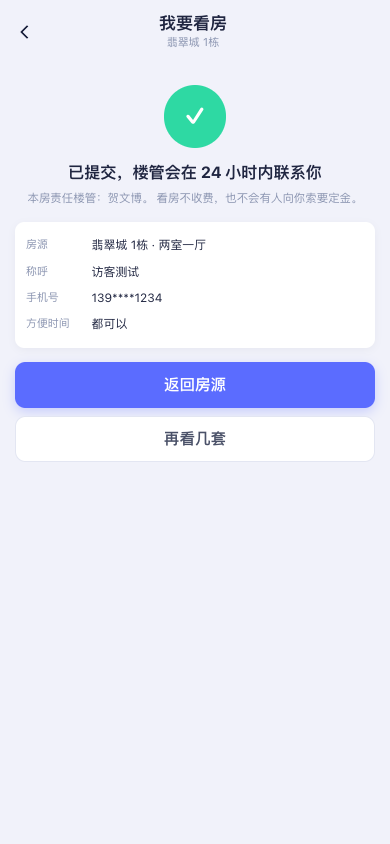 我要看房
翡翠城 1栋
已提交，楼管会在 24 小时内联系你
本房责任楼管：贺文博。 看房不收费，也不会有人向你索要定金。
房源 翡翠城 1栋 · 两室一厅
称呼 访客测试
手机号 139****1234
方便时间 都可以
返回房源
再看几套